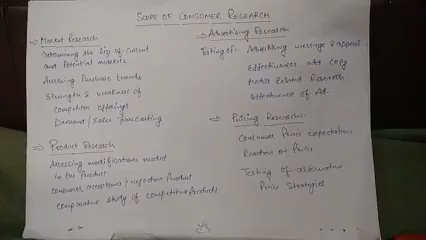 SCOPE OF CONSUMER RESEARCH
⇒ Market Research
Determining the Size of Current
and Potential markets
Assessing Purchase trends
Strength & weakness of
competitor offerings
Demand / Sales forecasting
⇒ Product Research
Assessing modifications needed
in the Product
Consumer acceptance / rejection Product
Comparative study of competitive Products
⇒ Advertising Research
Testing of - Advertising message & appeal
Effectiveness add copy
Media Related Research
Effectiveness of Ad.
⇒ Pricing Research:-
Consumer Price expectation
Reaction on Prices
Testing of alternative
Price Strategies